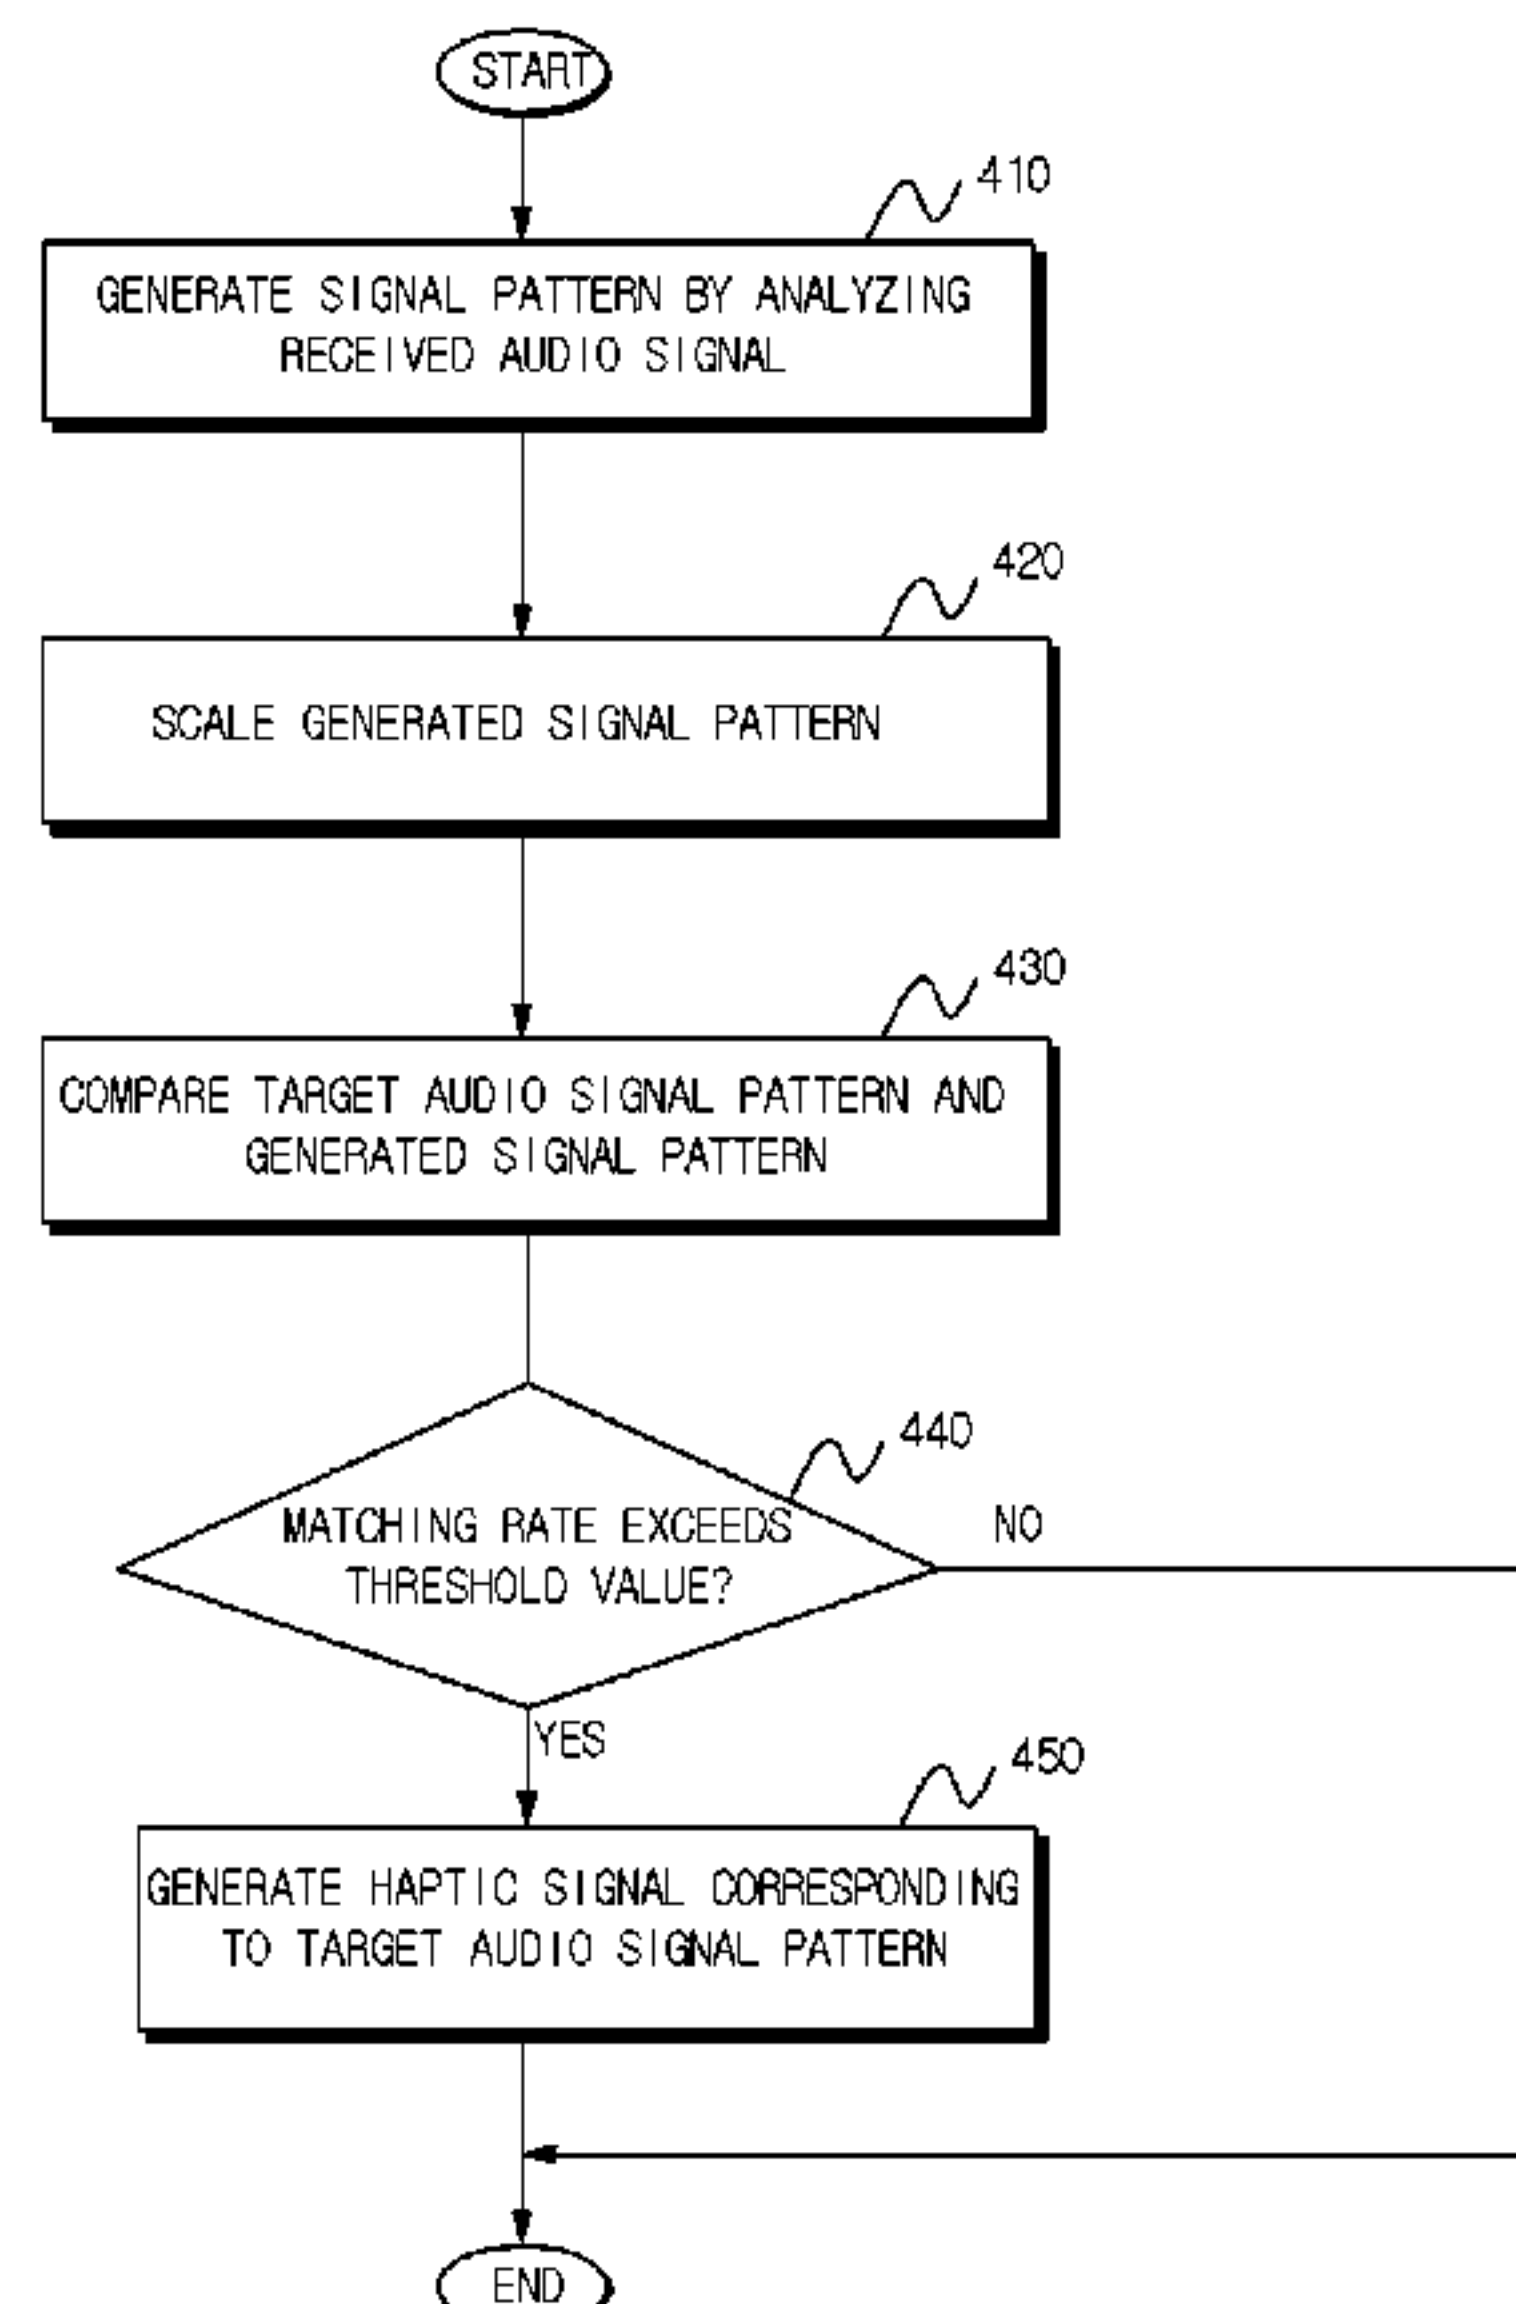 START
410
GENERATE SIGNAL PATTERN BY ANALYZING
RECEIVED AUDIO SIGNAL
420
SCALE GENERATED SIGNAL PATTERN
430
COMPARE TARGET AUDIO SIGNAL PATTERN AND
GENERATED SIGNAL PATTERN
440
MATCHING RATE EXCEEDS
THRESHOLD VALUE?
NO
YES
450
GENERATE HAPTIC SIGNAL CORRESPONDING
TO TARGET AUDIO SIGNAL PATTERN
END